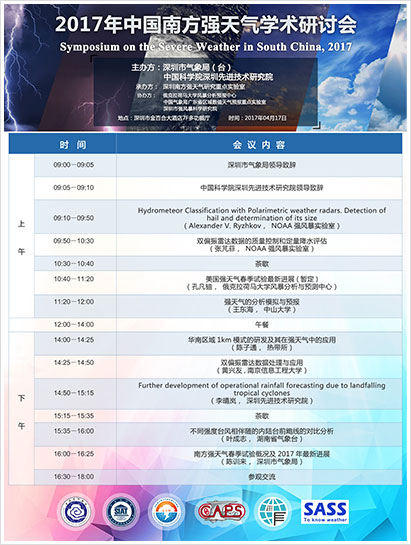 2017年中国南方强天气学术研讨会
Symposium on the Severe Weather in South China, 2017
主办方：深圳市气象局（台）
中国科学院深圳先进技术研究院
承办方：深圳南方强天气研究重点实验室
协办方：俄克拉荷马大学风暴分析预报中心
中国气象局广东省区域数值天气预报重点实验室
深圳市强风暴科学研究院
地点：深圳市金百合大酒店7F多功能厅 时间：2017年04月17日
时 间 会 议 内 容
上午
09:00－09:05 深圳市气象局领导致辞
09:05－09:10 中国科学院深圳先进技术研究院领导致辞
09:10－09:50 Hydrometeor Classification with Polarimetric weather radars. Detection of
hail and determination of its size
（ Alexander V. Ryzhkov， NOAA 强风暴实验室）
09:50－10:30 双偏振雷达数据的质量控制和定量降水评估
（张芃菲， NOAA 强风暴实验室）
10:30－10:40 茶歇
10:40－11:20 美国强天气春季试验最新进展（暂定）
（孔凡铀， 俄克拉荷马大学风暴分析与预测中心）
11:20－12:00 强天气的分析模拟与预报
（王东海， 中山大学）
12:00－14:00 午餐
下午
14:00－14:25 华南区域 1km 模式的研发及其在强天气中的应用
（陈子通， 热带所）
14:25－14:50 双偏振雷达数据处理与应用
（黄兴友， 南京信息工程大学）
14:50－15:15 Further development of operational rainfall forecasting due to landfalling
tropical cyclones
（李晴岚， 深圳先进技术研究院）
15:15－15:35 茶歇
15:35－16:00 不同强度台风相伴随的内陆台前飑线的对比分析
（叶成志， 湖南省气象台）
16:00－16:25 南方强天气春季试验概况及 2017 年最新进展
（陈训来， 深圳市气象局）
16:30－18:00 参观交流
SIAT
CAPS
SASS
To know weather